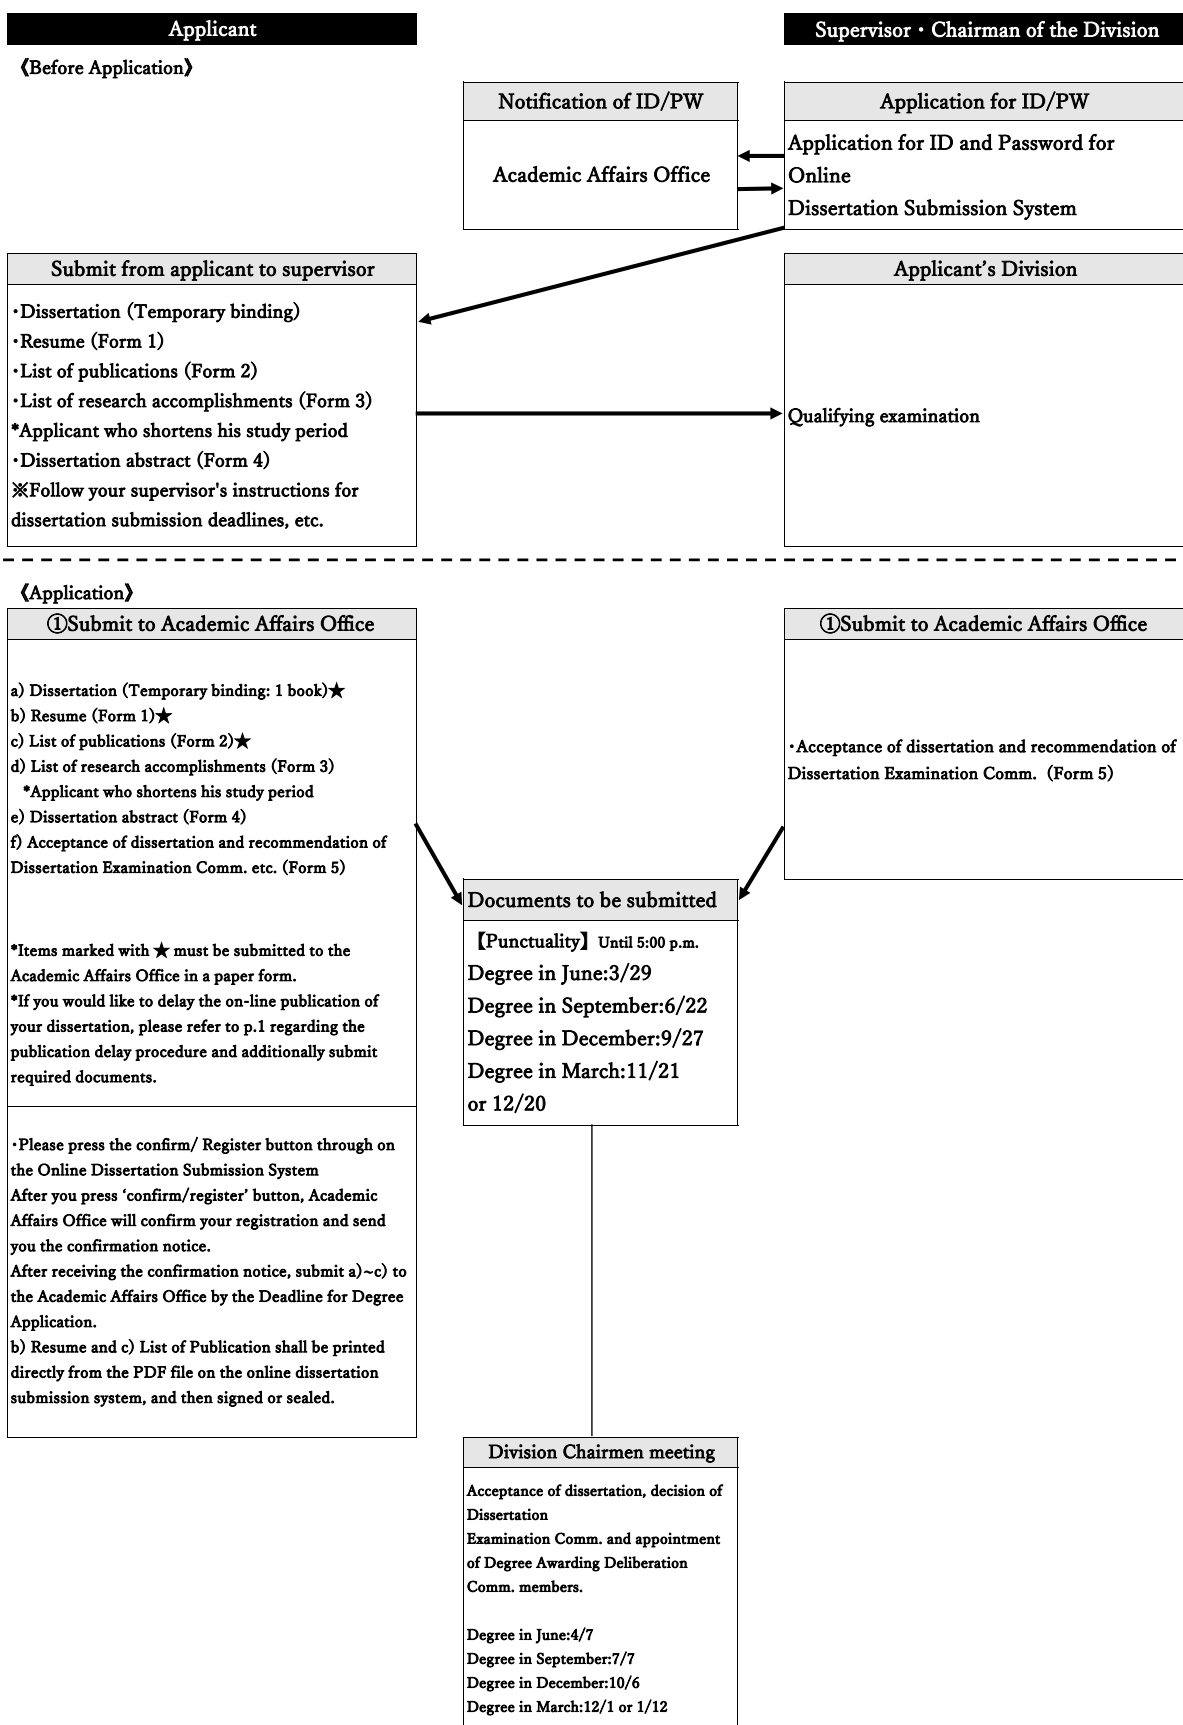 Applicant
Supervisor・Chairman of the Division
《Before Application》
Notification of ID/PW
Academic Affairs Office
Application for ID/PW
Application for ID and Password for
Online
Dissertation Submission System
Submit from applicant to supervisor
・Dissertation (Temporary binding)
・Resume (Form 1)
・List of publications (Form 2)
・List of research accomplishments (Form 3)
*Applicant who shortens his study period
・Dissertation abstract (Form 4)
※Follow your supervisor's instructions for
dissertation submission deadlines, etc.
Applicant’s Division
Qualifying examination
《Application》
①Submit to Academic Affairs Office
a) Dissertation (Temporary binding: 1 book)★
b) Resume (Form 1)★
c) List of publications (Form 2)★
d) List of research accomplishments (Form 3)
*Applicant who shortens his study period
e) Dissertation abstract (Form 4)
f) Acceptance of dissertation and recommendation of
Dissertation Examination Comm. etc. (Form 5)
*Items marked with ★ must be submitted to the
Academic Affairs Office in a paper form.
*If you would like to delay the on-line publication of
your dissertation, please refer to p.1 regarding the
publication delay procedure and additionally submit
required documents.
・Please press the confirm/ Register button through on
the Online Dissertation Submission System
After you press ‘confirm/register’ button, Academic
Affairs Office will confirm your registration and send
you the confirmation notice.
After receiving the confirmation notice, submit a)~c) to
the Academic Affairs Office by the Deadline for Degree
Application.
b) Resume and c) List of Publication shall be printed
directly from the PDF file on the online dissertation
submission system, and then signed or sealed.
①Submit to Academic Affairs Office
・Acceptance of dissertation and recommendation of
Dissertation Examination Comm. (Form 5)
Documents to be submitted
【Punctuality】Until 5:00 p.m.
Degree in June:3/29
Degree in September:6/22
Degree in December:9/27
Degree in March:11/21
or 12/20
Division Chairmen meeting
Acceptance of dissertation, decision of
Dissertation
Examination Comm. and appointment
of Degree Awarding Deliberation
Comm. members.
Degree in June:4/7
Degree in September:7/7
Degree in December:10/6
Degree in March:12/1 or 1/12